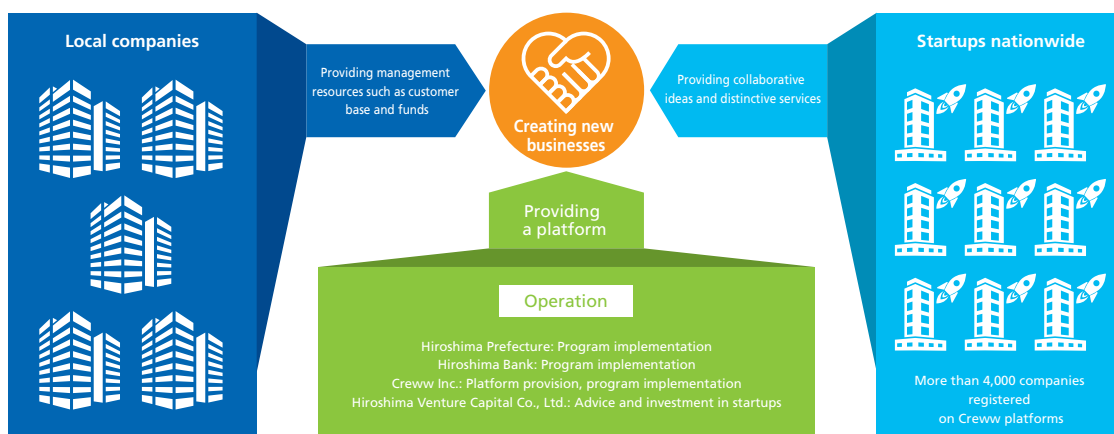 Local companies
Providing management
resources such as customer
base and funds
Creating new
businesses
Providing collaborative
ideas and distinctive services
Startups nationwide
More than 4,000 companies
registered
on Creww platforms
Providing
a platform
Operation
Hiroshima Prefecture: Program implementation
Hiroshima Bank: Program implementation
Creww Inc.: Platform provision, program implementation
Hiroshima Venture Capital Co., Ltd.: Advice and investment in startups